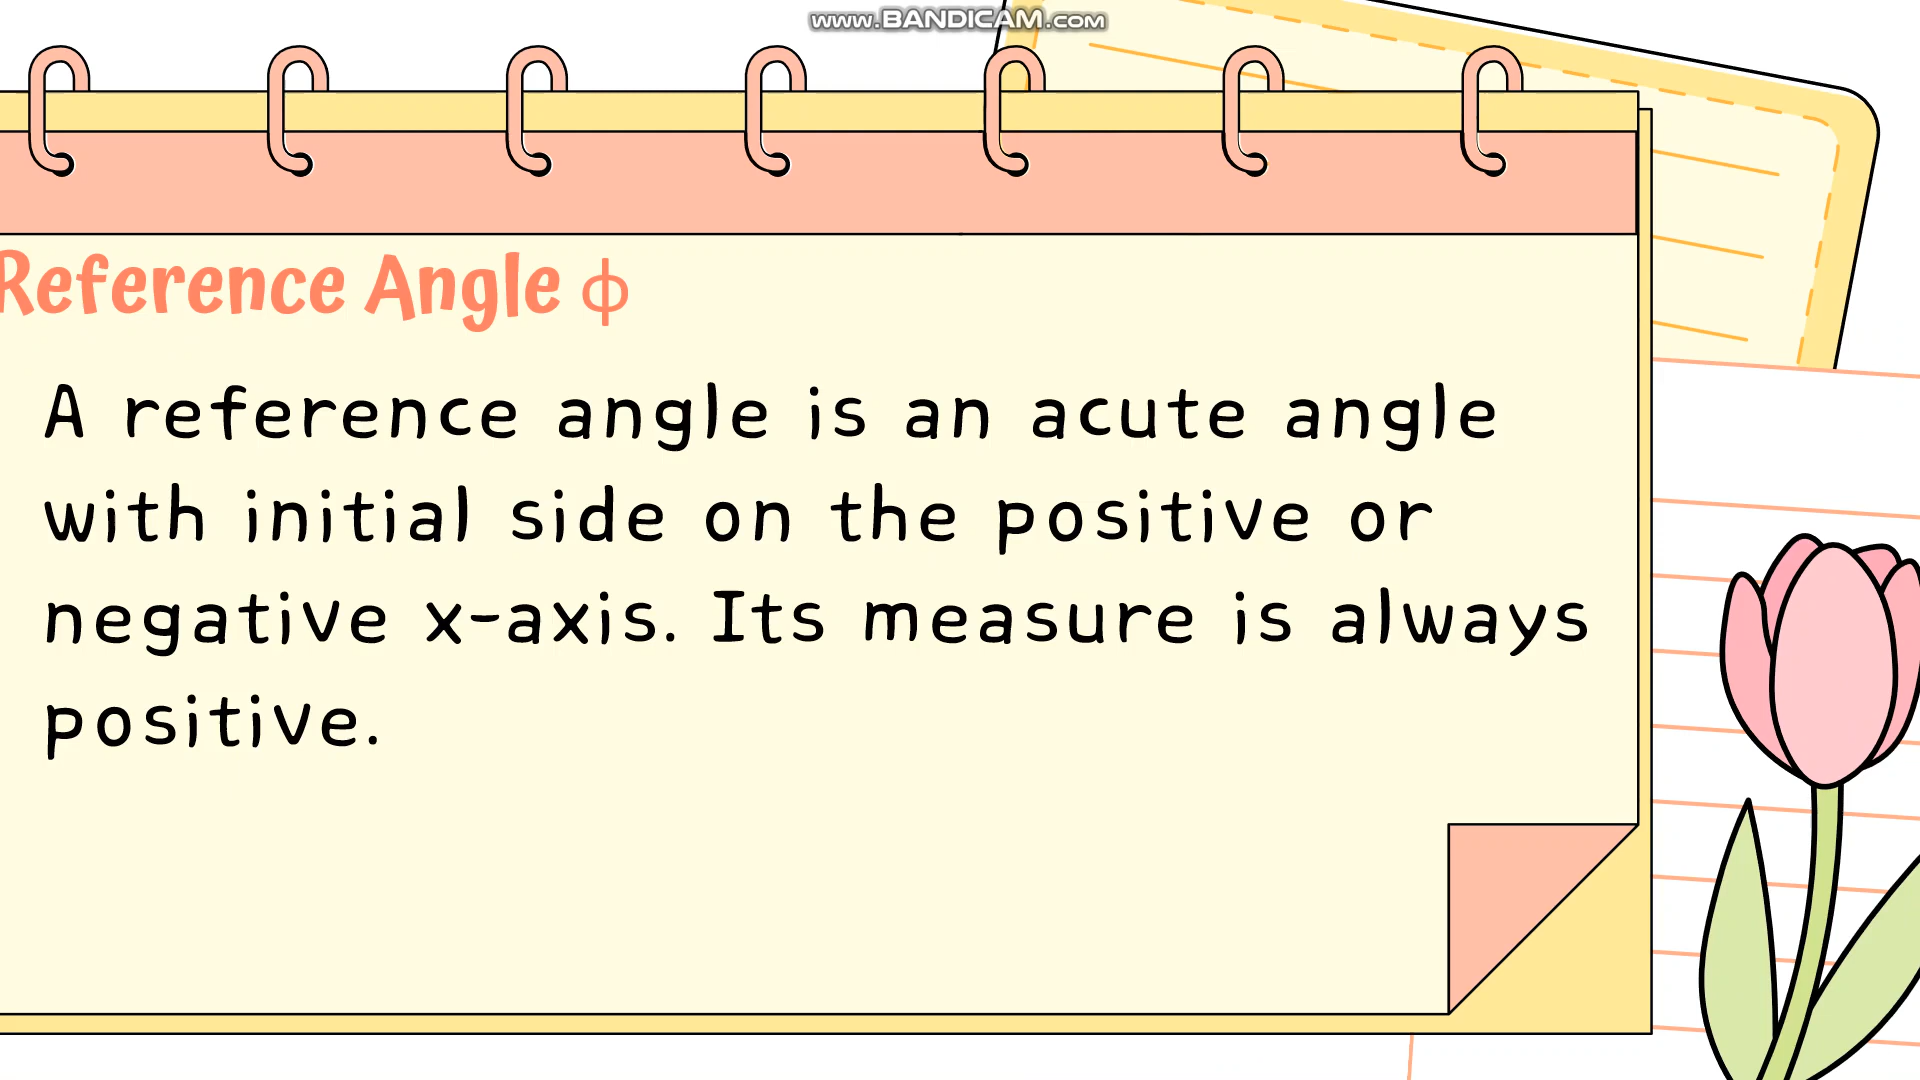 www.BANDICAM.com
Reference Angle ϕ
A reference angle is an acute angle
with initial side on the positive or
negative x-axis. Its measure is always
positive.